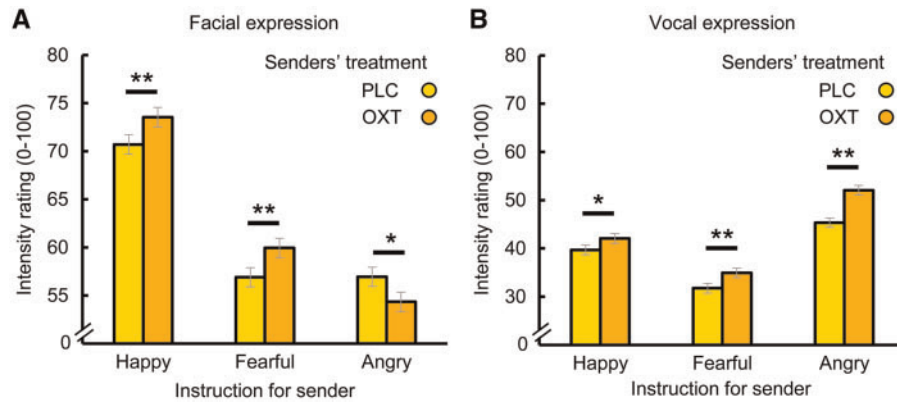 A
Facial expression
Intensity rating (0-100)
80
75
70
65
60
55
0
Senders' treatment
PLC
OXT
**
**
*
Happy
Fearful
Angry
Instruction for sender
B
Vocal expression
Intensity rating (0-100)
80
70
60
50
40
30
0
Senders' treatment
PLC
OXT
*
**
**
Happy
Fearful
Angry
Instruction for sender